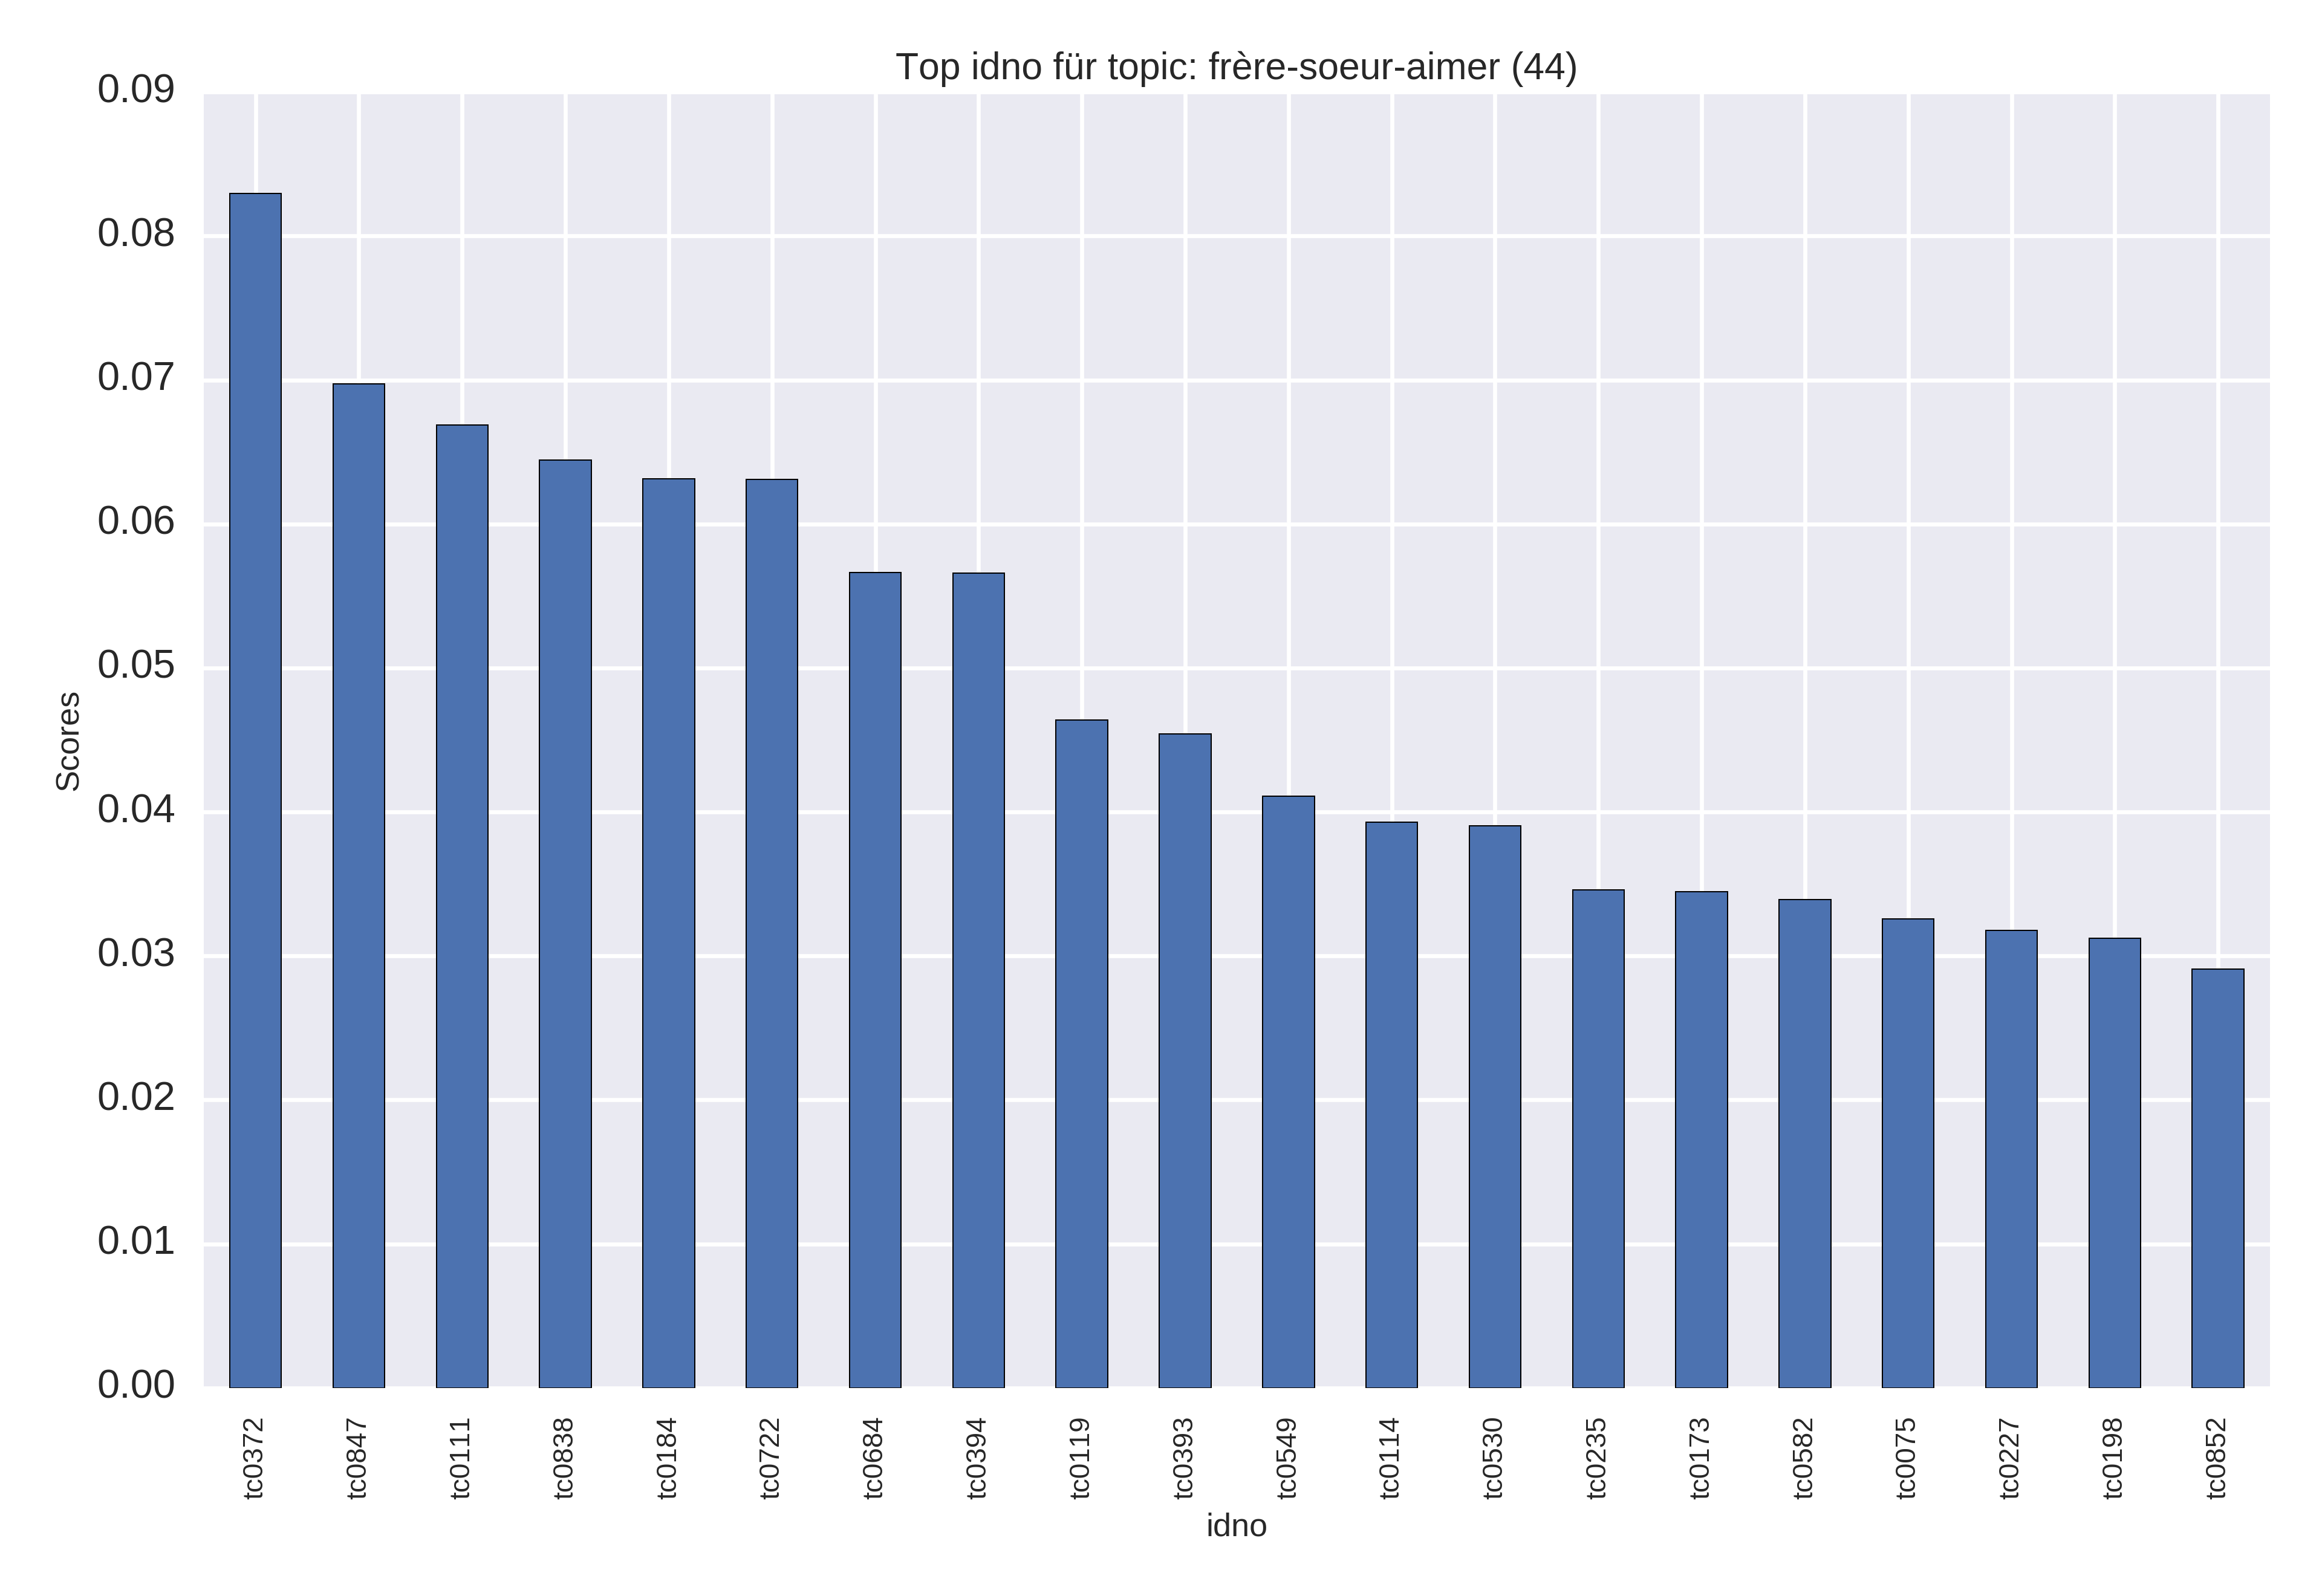 Top idno für topic: frère-soeur-aimer (44)
0.09
0.08
0.07
0.06
0.05
0.04
0.03
0.02
0.01
0.00
Scores
tc0372
tc0847
tc0111
tc0838
tc0184
tc0722
tc0684
tc0394
tc0119
tc0393
tc0549
tc0114
tc0530
tc0235
tc0173
tc0582
tc0075
tc0227
tc0198
tc0852
idno